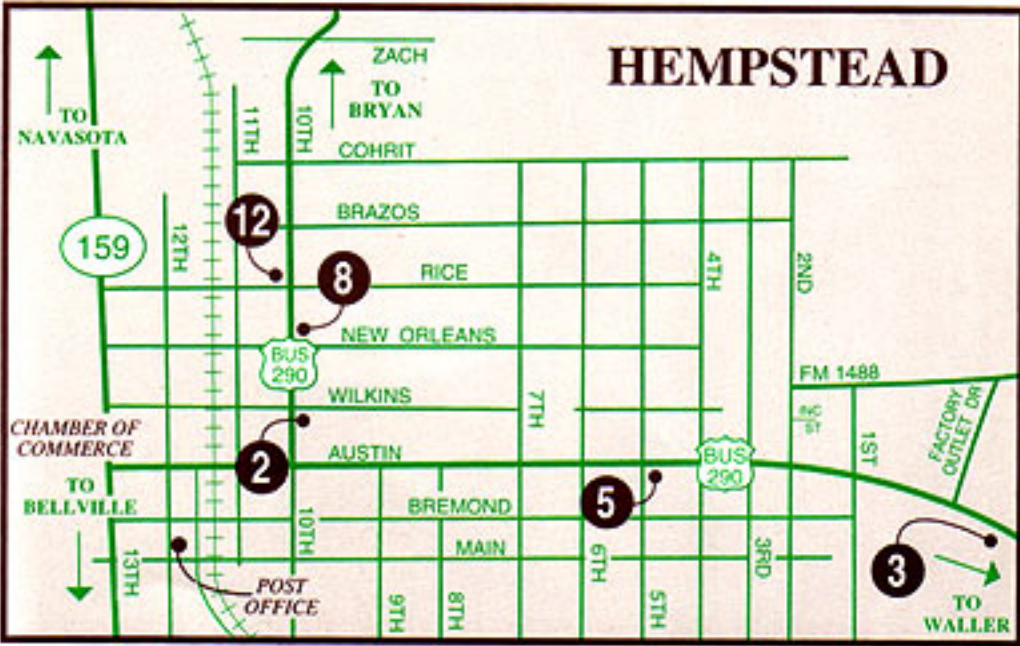 HEMPSTEAD
ZACH
TO
NAVASOTA
TO
BRYAN
11TH
10TH
COHRIT
12
BRAZOS
159
12TH
8
RICE
4TH
2ND
NEW ORLEANS
BUS
290
FM 1488
WILKINS
7TH
FACTORY
OUTLET DR
CHAMBER OF
COMMERCE
2
AUSTIN
BUS
290
1ST
TO
BELLVILLE
5
BREMOND
10TH
MAIN
13TH
6TH
3RD
3
POST
OFFICE
9TH
8TH
5TH
TO
WALLER